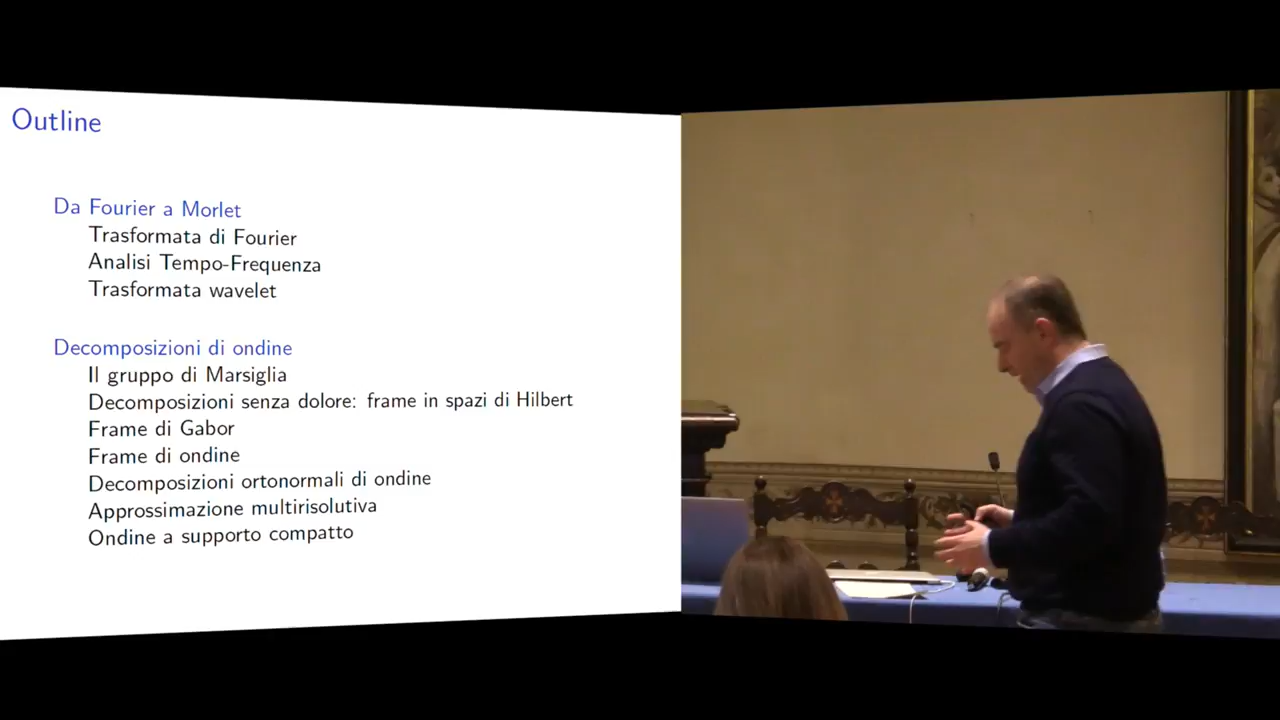 Outline
Da Fourier a Morlet
Trasformata di Fourier
Analisi Tempo-Frequenza
Trasformata wavelet
Decomposizioni di ondine
Il gruppo di Marsiglia
Decomposizioni senza dolore: frame in spazi di Hilbert
Frame di Gabor
Frame di ondine
Decomposizioni ortonormali di ondine
Approssimazione multirisolutiva
Ondine a supporto compatto